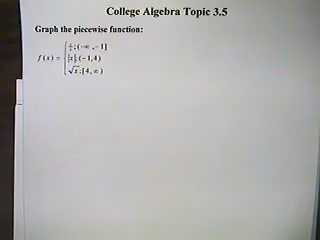 College Algebra Topic 3.5
Graph the piecewise function:
1/x; (-∞, -1]
f(x) = { |x|; (-1, 4)
√x; [4, ∞)